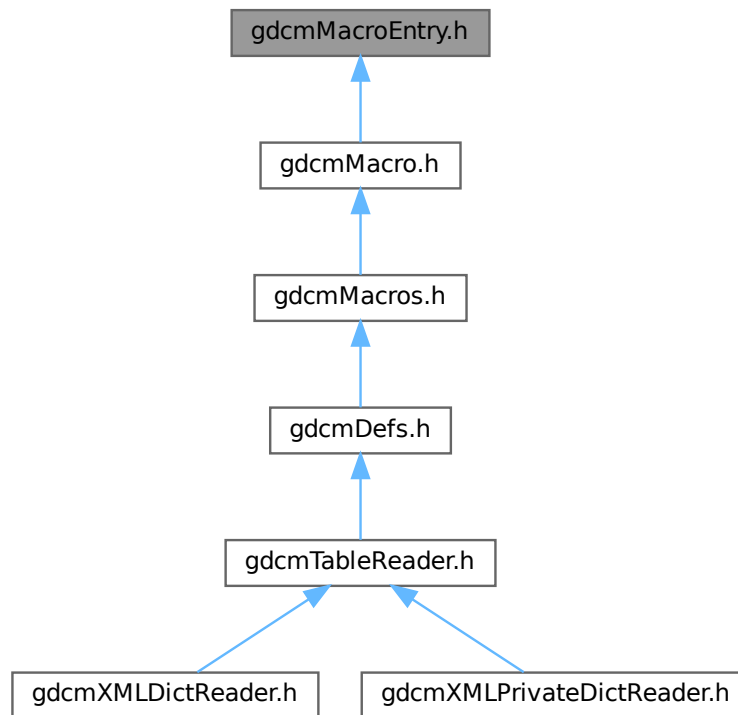 gdcmMacroEntry.h
gdcmMacro.h
gdcmMacros.h
gdcmDefs.h
gdcmTableReader.h
gdcmXMLDictReader.h
gdcmXMLPrivateDictReader.h